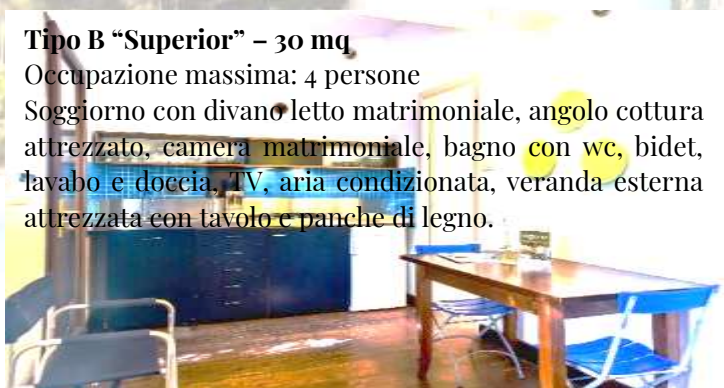 Tipo B “Superior” – 30 mq
Occupazione massima: 4 persone
Soggiorno con divano letto matrimoniale, angolo cottura
attrezzato, camera matrimoniale, bagno con wc, bidet,
lavabo e doccia, TV, aria condizionata, veranda esterna
attrezzata con tavolo e panche di legno.